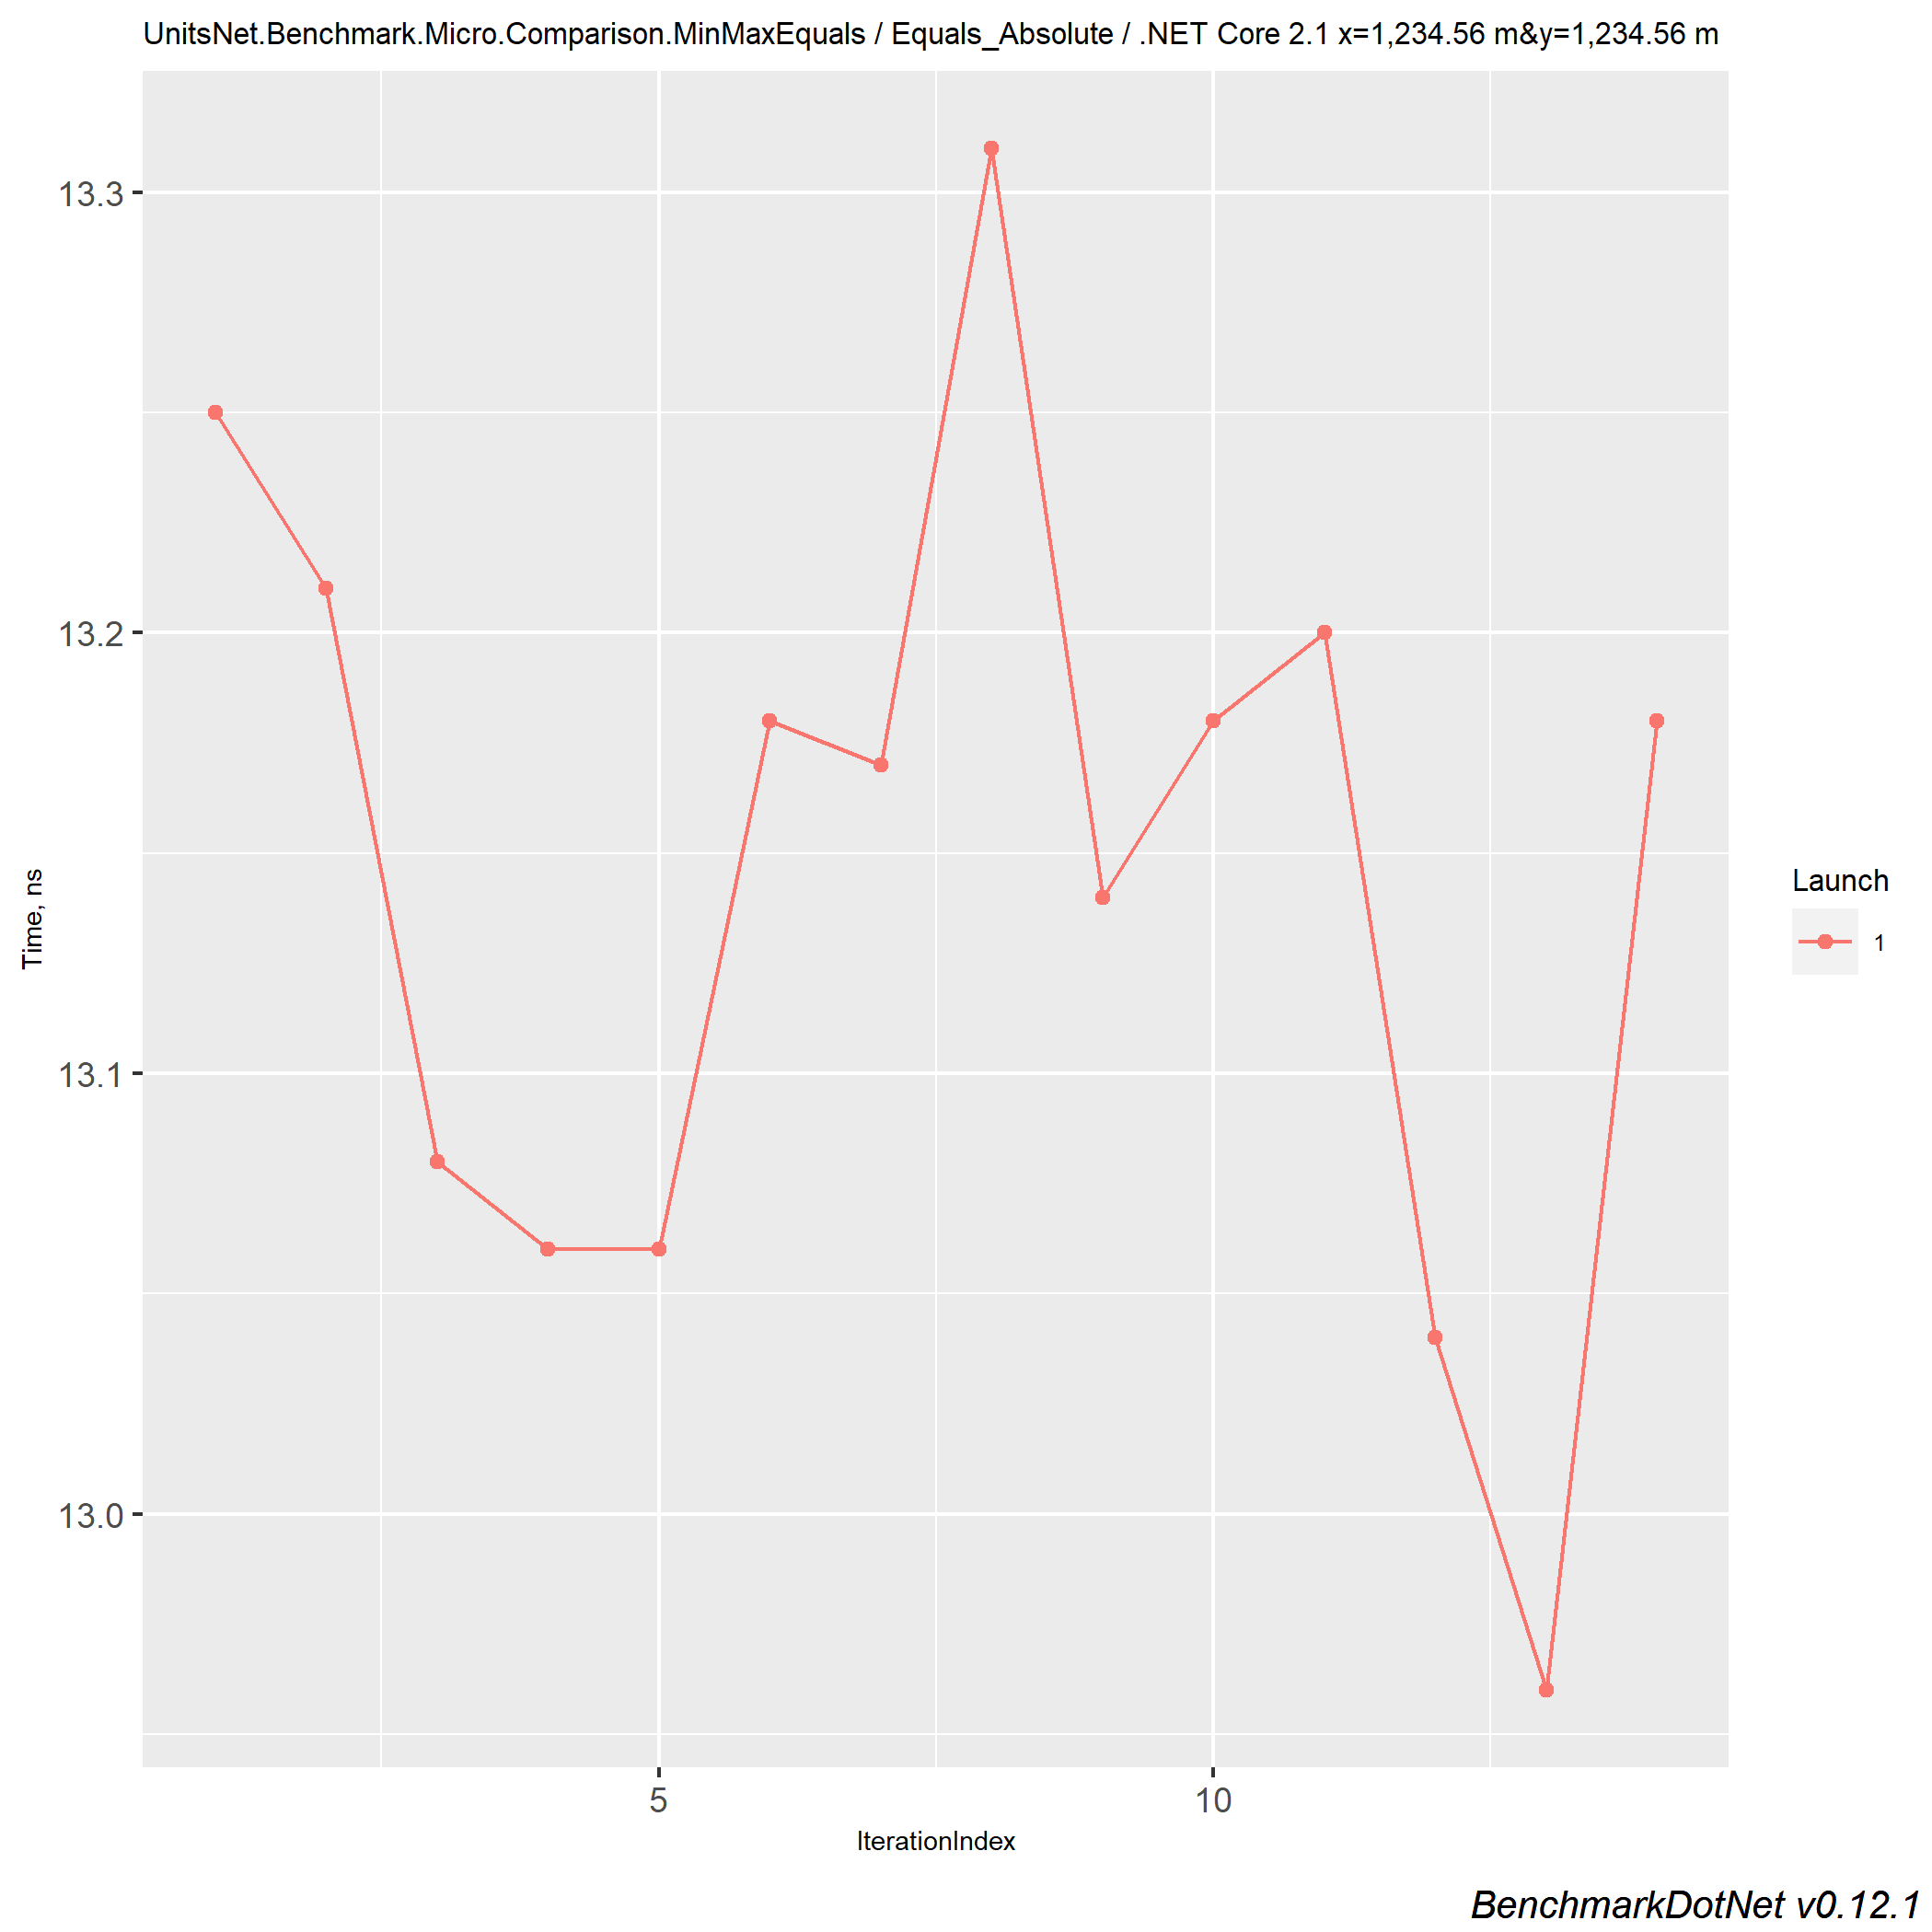 UnitsNet.Benchmark.Micro.Comparison.MinMaxEquals / Equals_Absolute / .NET Core 2.1 x=1,234.56 m&y=1,234.56 m
13.3
13.2
13.1
13.0
Time, ns
5
10
IterationIndex
Launch
1
BenchmarkDotNet v0.12.1